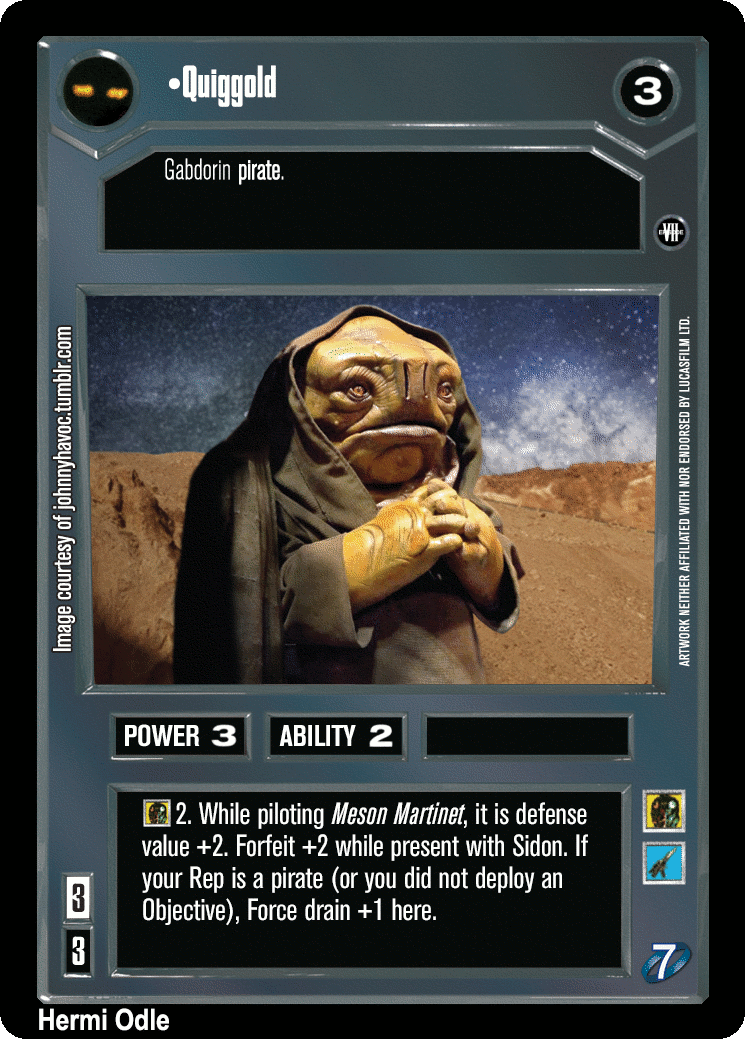 •Quiggold
3
Gabdorin pirate.
EPISODE VII
Image courtesy of johnnyhavoc.tumblr.com
ARTWORK NEITHER AFFILIATED WITH NOR ENDORSED BY LUCASFILM LTD.
POWER 3 ABILITY 2
2. While piloting Meson Martinet, it is defense
value +2. Forfeit +2 while present with Sidon. If
your Rep is a pirate (or you did not deploy an
Objective), Force drain +1 here.
3
3
7
Hermi Odle